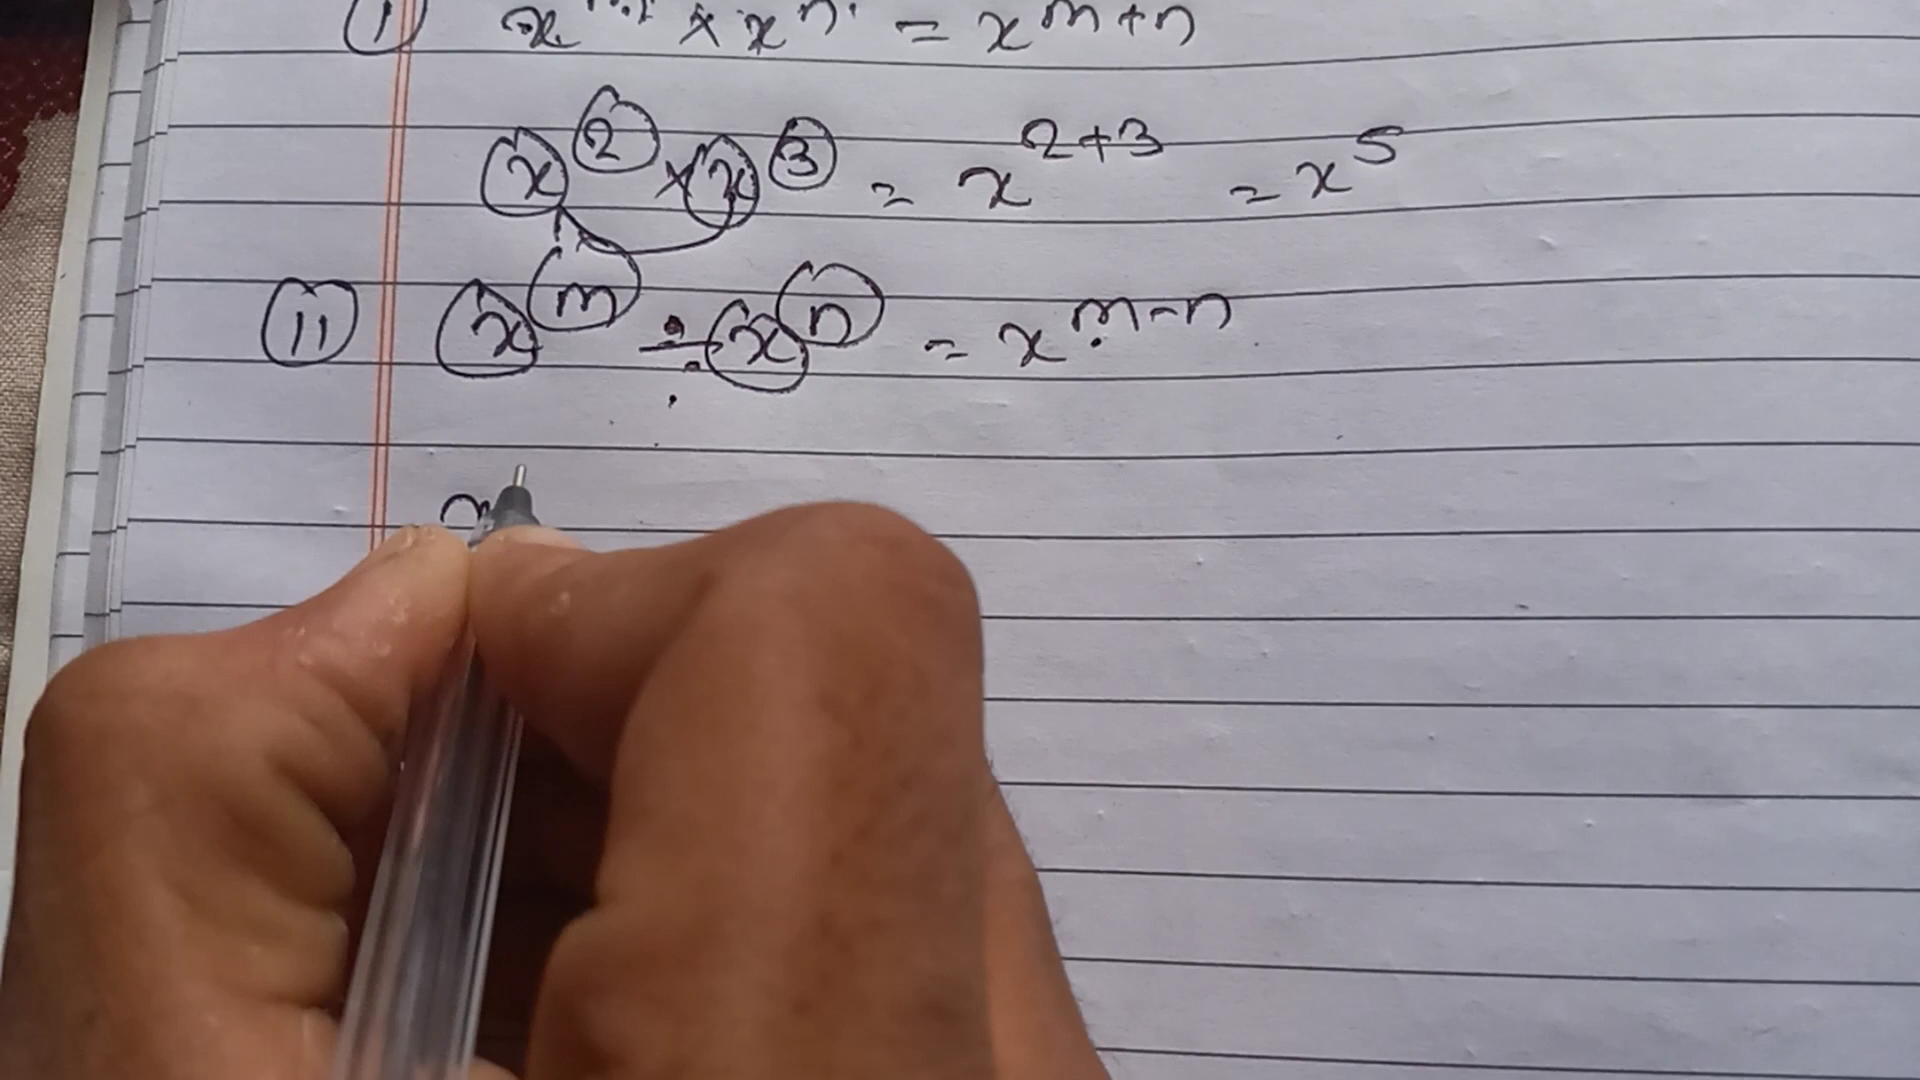 (i) x^m × x^n = x^m+n
x^2 × x^3 = x^2+3 = x^5
(ii) x^m ÷ x^n = x^m-n
x